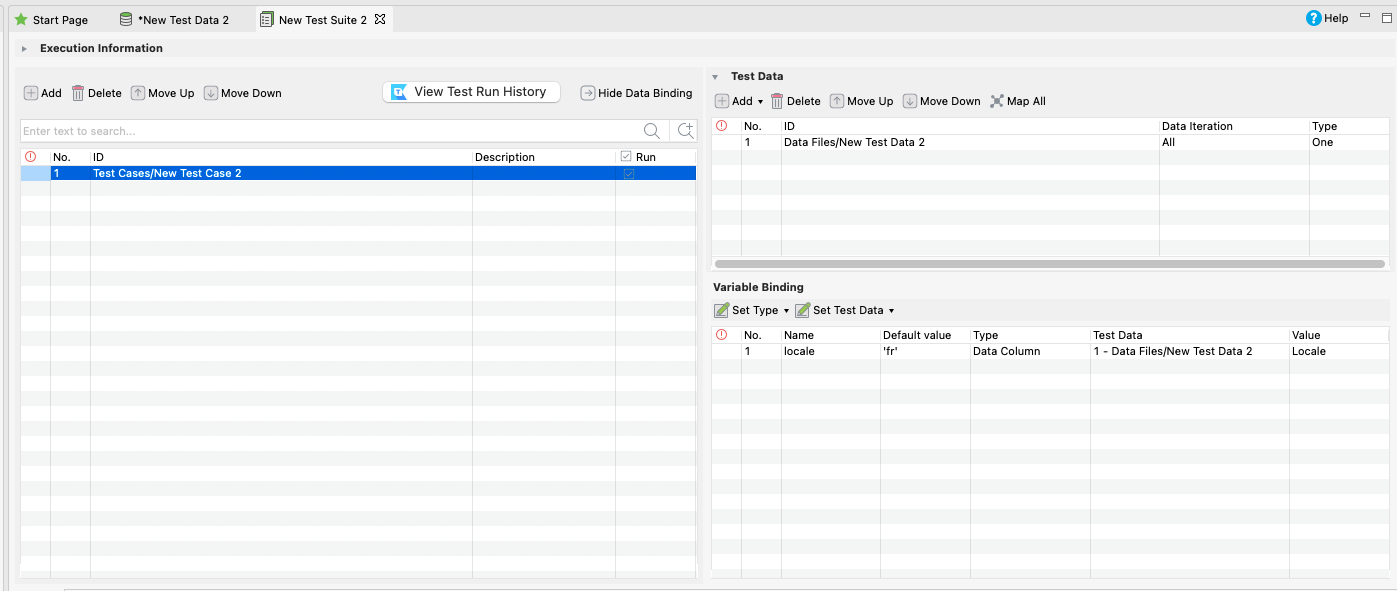 Start Page *New Test Data 2 New Test Suite 2 Help
Execution Information
Add Delete Move Up Move Down View Test Run History Hide Data Binding
Enter text to search...
No. ID Description Run
1 Test Cases/New Test Case 2
Test Data
Add Delete Move Up Move Down Map All
No. ID Data Iteration Type
1 Data Files/New Test Data 2 All One
Variable Binding
Set Type Set Test Data
No. Name Default value Type Test Data Value
1 locale 'fr' Data Column 1 - Data Files/New Test Data 2 Locale